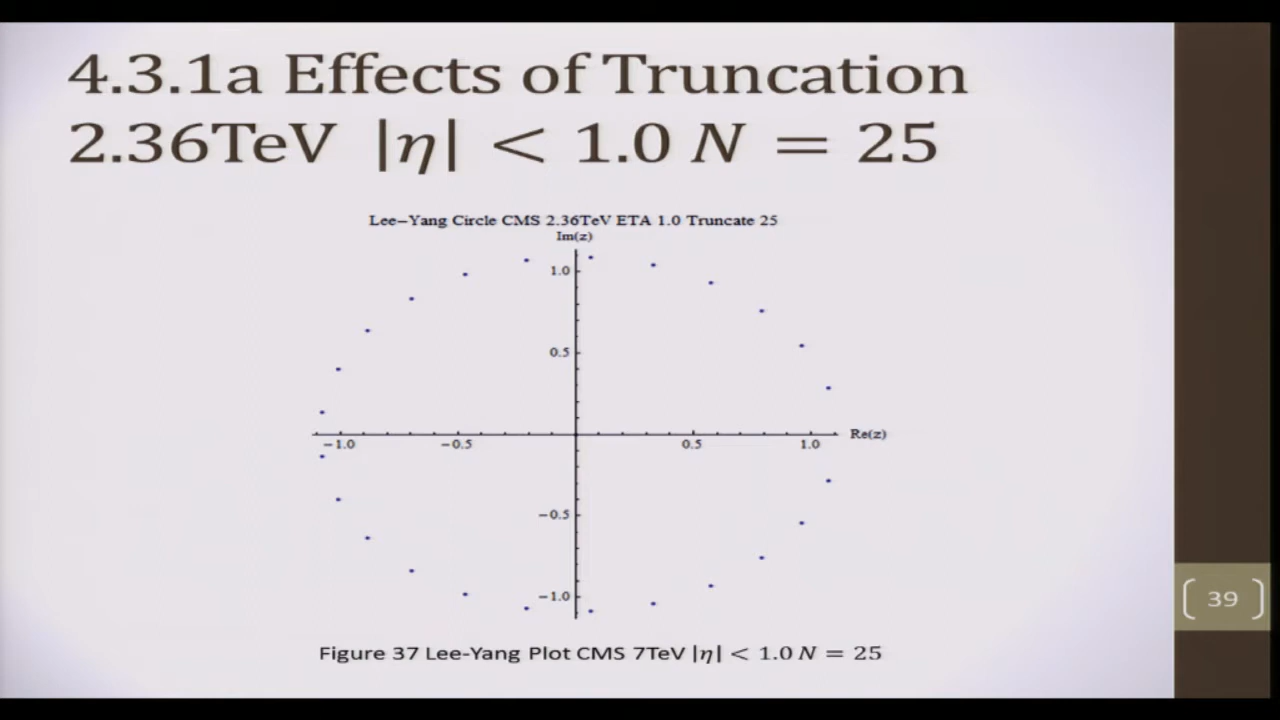 4.3.1a Effects of Truncation
2.36TeV |η| < 1.0 N = 25
Lee−Yang Circle CMS 2.36TeV ETA 1.0 Truncate 25
Im(z)
1.0
0.5
−1.0 −0.5 0.5 1.0 Re(z)
−0.5
−1.0
39
Figure 37 Lee-Yang Plot CMS 7TeV |η| < 1.0 N = 25